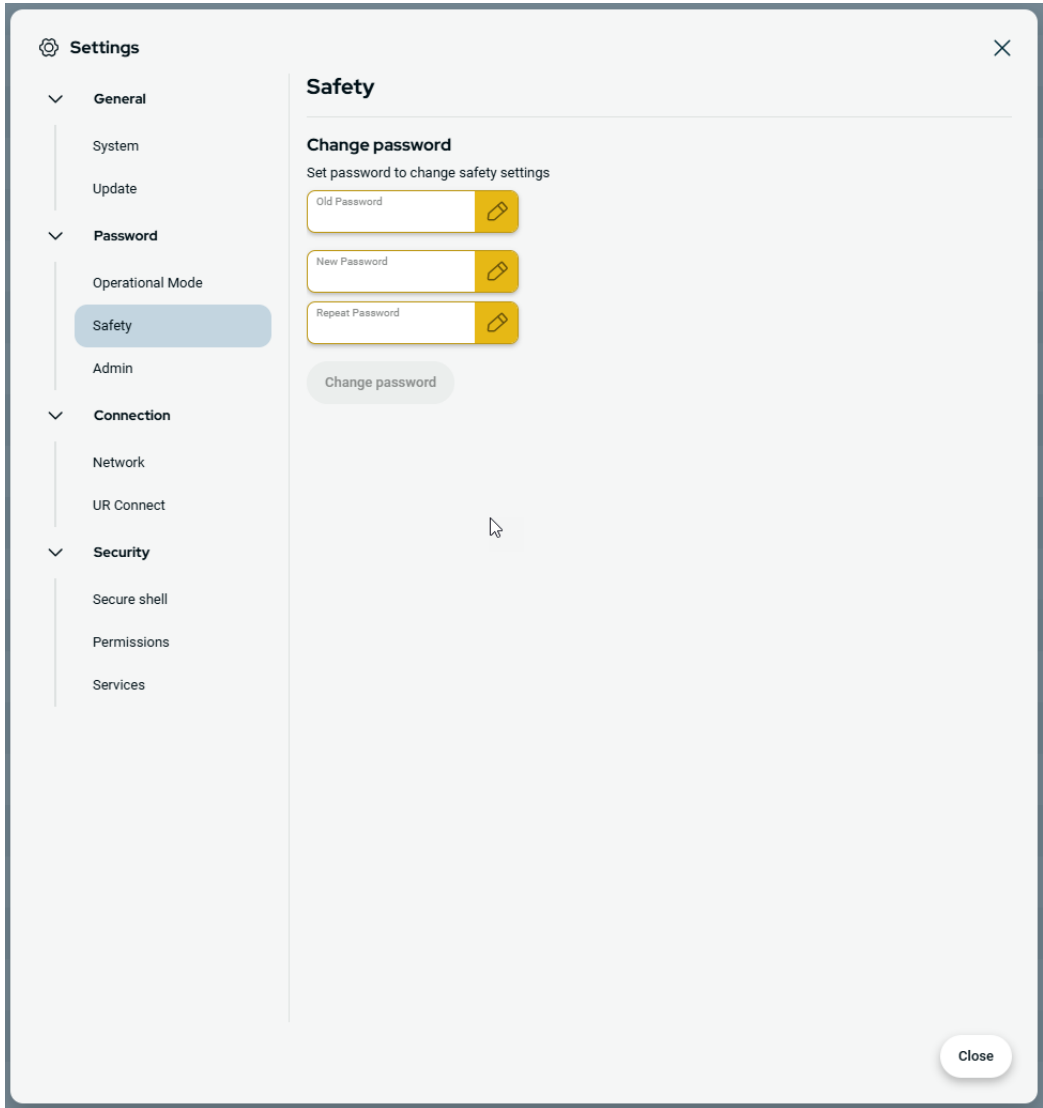 Settings
General
System
Update
Password
Operational Mode
Safety
Admin
Connection
Network
UR Connect
Security
Secure shell
Permissions
Services
Safety
Change password
Set password to change safety settings
Old Password
New Password
Repeat Password
Change password
Close